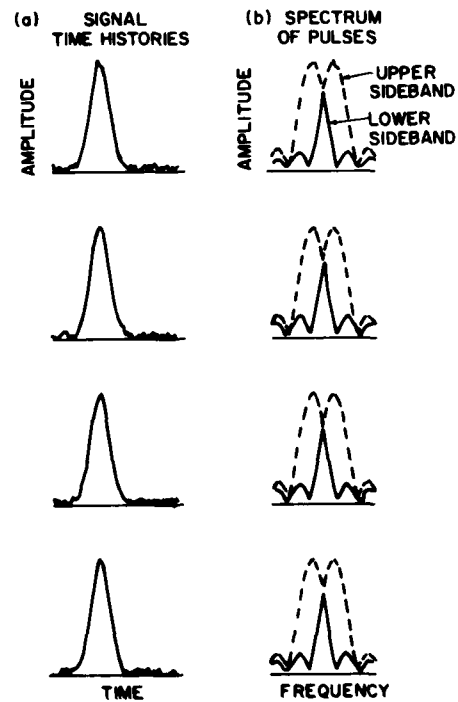 (a) SIGNAL
TIME HISTORIES
(b) SPECTRUM
OF PULSES
AMPLITUDE
AMPLITUDE
UPPER
SIDEBAND
LOWER
SIDEBAND
TIME
FREQUENCY